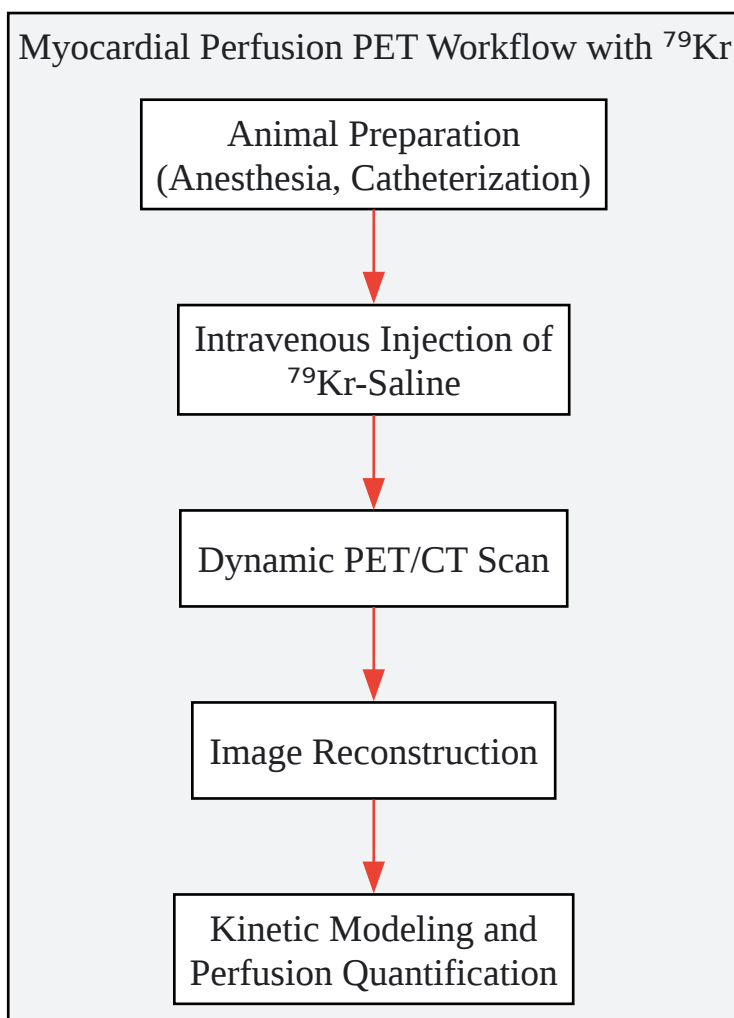 Myocardial Perfusion PET Workflow with ⁷⁹Kr
Animal Preparation
(Anesthesia, Catheterization)
Intravenous Injection of
⁷⁹Kr-Saline
Dynamic PET/CT Scan
Image Reconstruction
Kinetic Modeling and
Perfusion Quantification